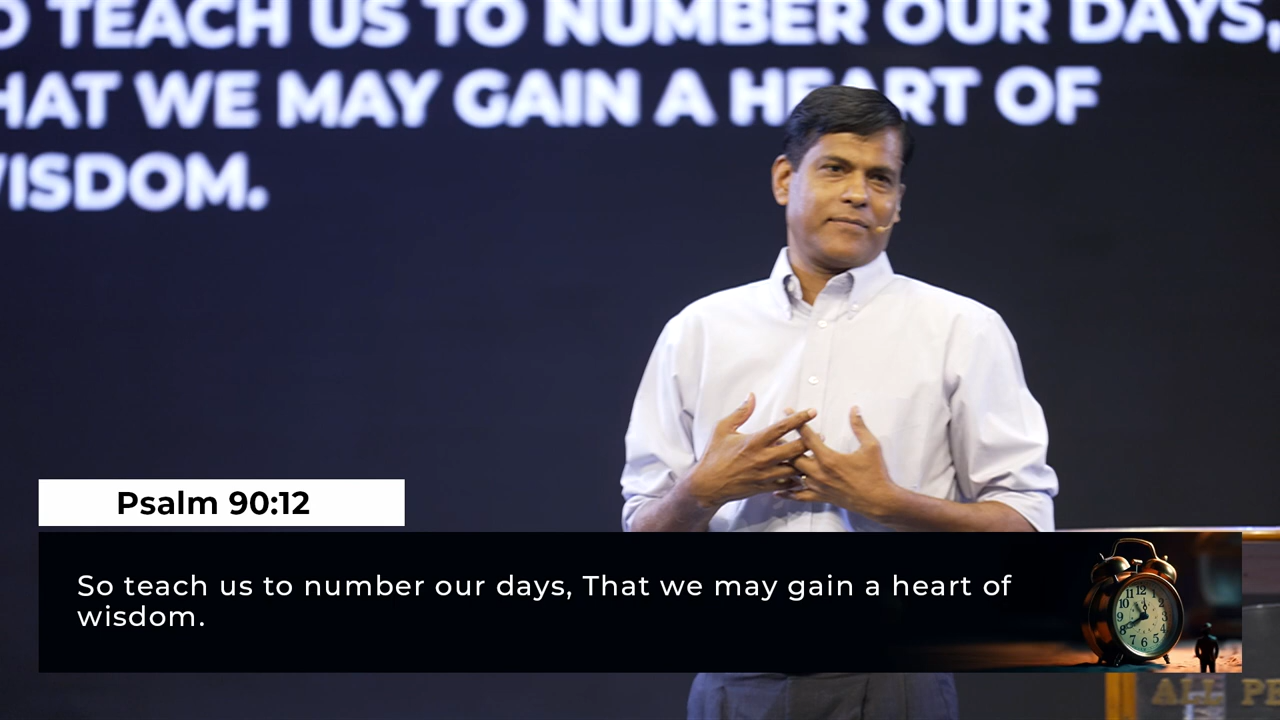 O TEACH US TO NUMBER OUR DAYS,
HAT WE MAY GAIN A HEART OF
WISDOM.
Psalm 90:12
So teach us to number our days, That we may gain a heart of
wisdom.
ALL PE